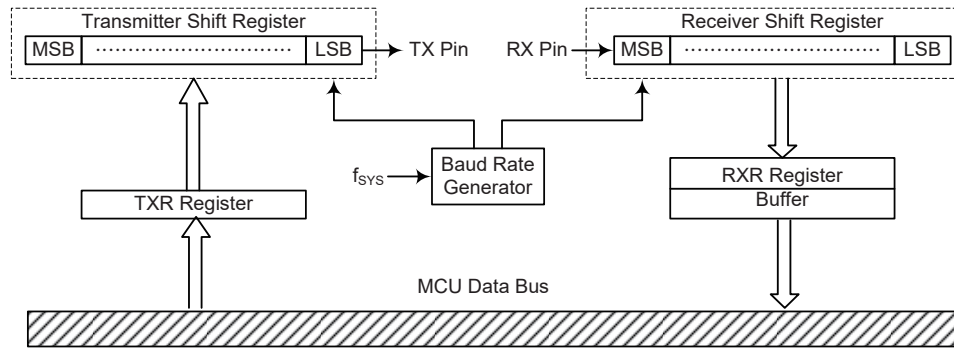 Transmitter Shift Register
MSB ................................ LSB
TX Pin
RX Pin
Receiver Shift Register
MSB ................................ LSB
fSYS
Baud Rate
Generator
TXR Register
RXR Register
Buffer
MCU Data Bus